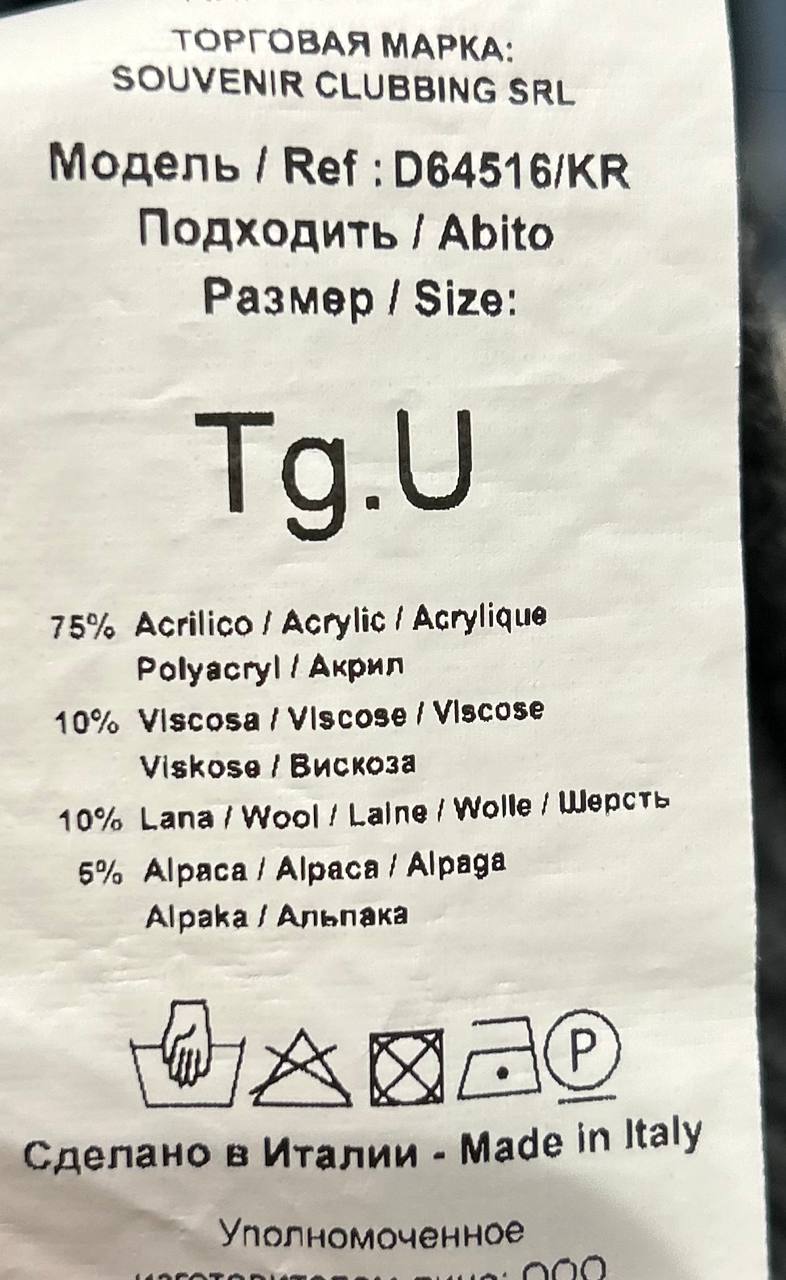 ТОРГОВАЯ МАРКА:
SOUVENIR CLUBBING SRL
Модель / Ref : D64516/KR
Подходить / Abito
Размер / Size:
Tg.U
75% Acrilico / Acrylic / Acrylique
Polyacryl / Акрил
10% Viscosa / Viscose / Viscose
Viskose / Вискоза
10% Lana / Wool / Laine / Wolle / Шерсть
5% Alpaca / Alpaca / Alpaga
Alpaka / Альпака
P
Сделано в Италии - Made in Italy
Уполномоченное
ООО